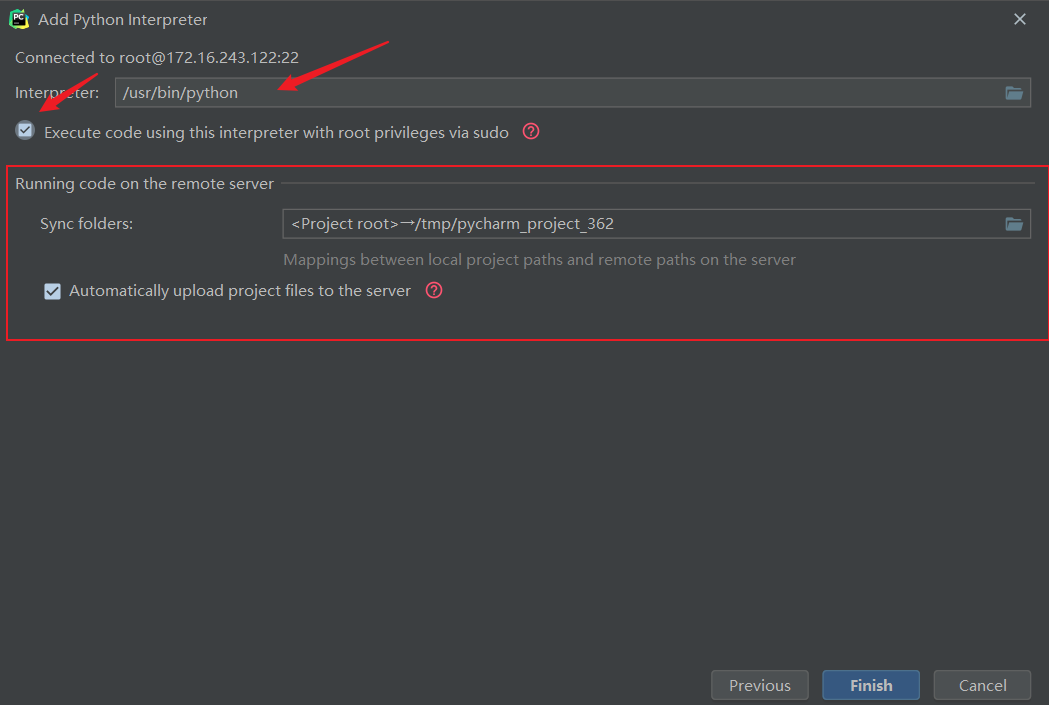 PC Add Python Interpreter
Connected to root@172.16.243.122:22
Interpreter: /usr/bin/python
Execute code using this interpreter with root privileges via sudo ?
Running code on the remote server
Sync folders: <Project root>→/tmp/pycharm_project_362
Mappings between local project paths and remote paths on the server
Automatically upload project files to the server ?
Previous Finish Cancel